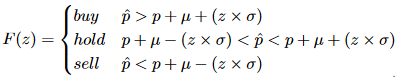 buy p̂ > p + μ + (z × σ)
F(z) = { hold p + μ − (z × σ) < p̂ < p + μ + (z × σ)
sell p̂ < p + μ − (z × σ)